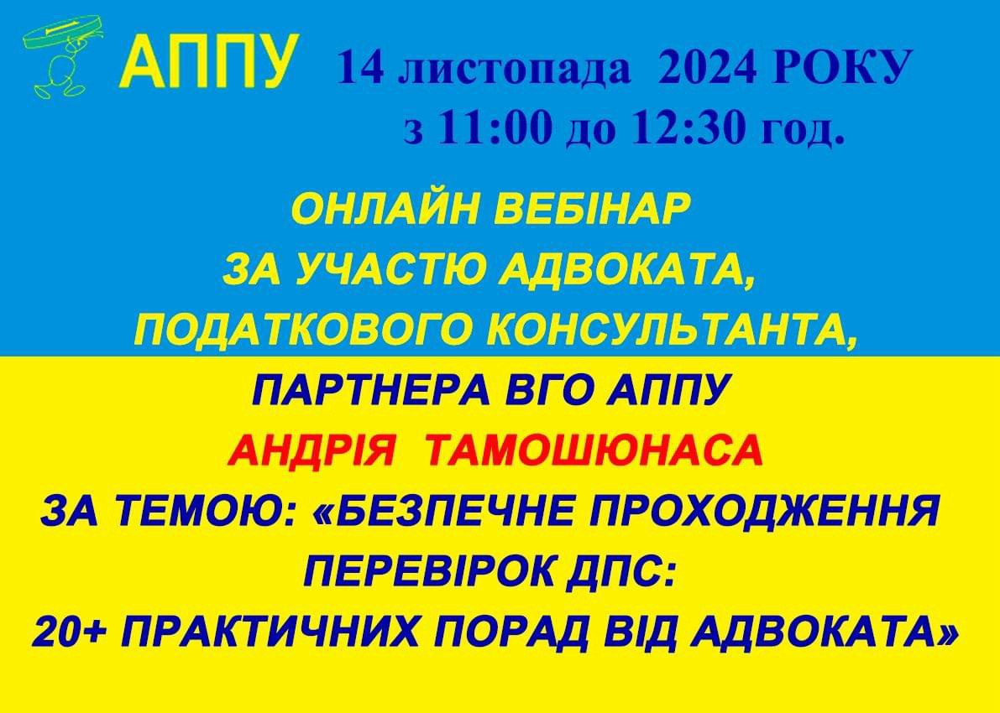 АППУ
14 листопада 2024 РОКУ
з 11:00 до 12:30 год.
ОНЛАЙН ВЕБІНАР
ЗА УЧАСТЮ АДВОКАТА,
ПОДАТКОВОГО КОНСУЛЬТАНТА,
ПАРТНЕРА ВГО АППУ
АНДРІЯ ТАМОШЮНАСА
ЗА ТЕМОЮ: «БЕЗПЕЧНЕ ПРОХОДЖЕННЯ
ПЕРЕВІРОК ДПС:
20+ ПРАКТИЧНИХ ПОРАД ВІД АДВОКАТА»